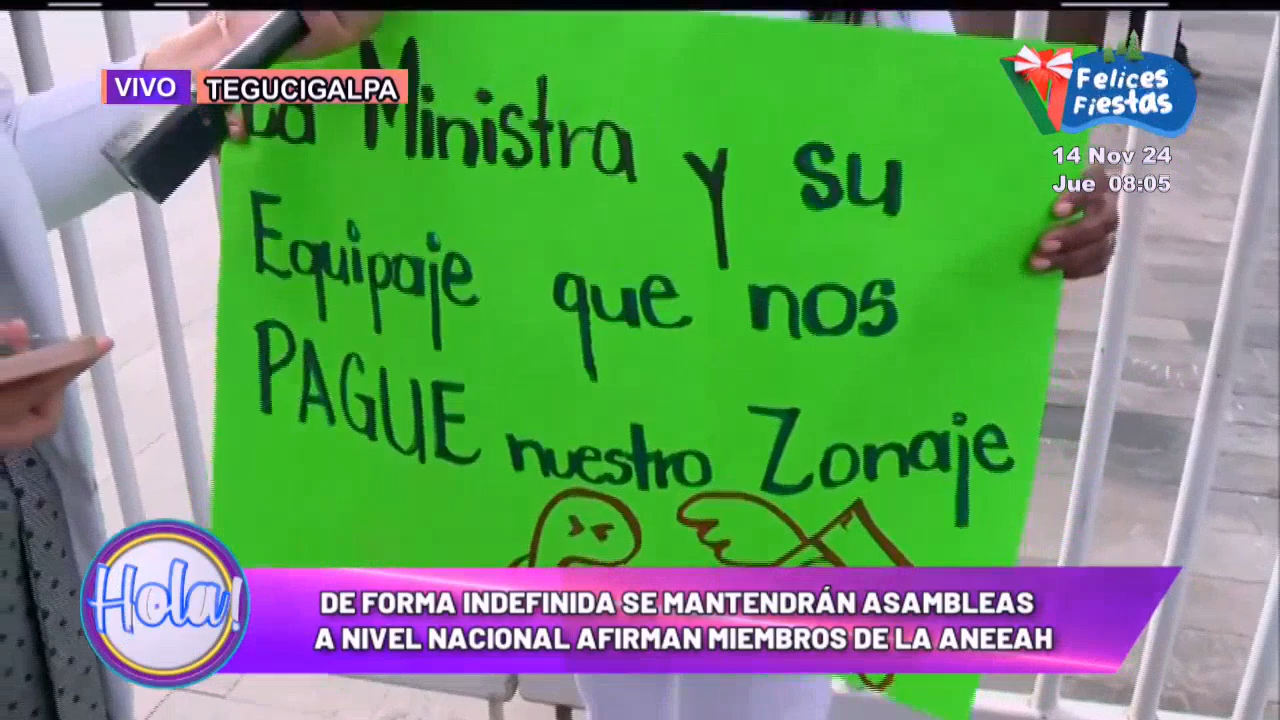 VIVO TEGUCIGALPA
Felices
Fiestas
14 Nov 24
Jue 08:05
La Ministra y su
Equipaje que nos
PAGUE nuestro Zonaje
Hola!
DE FORMA INDEFINIDA SE MANTENDRÁN ASAMBLEAS
A NIVEL NACIONAL AFIRMAN MIEMBROS DE LA ANEEAH